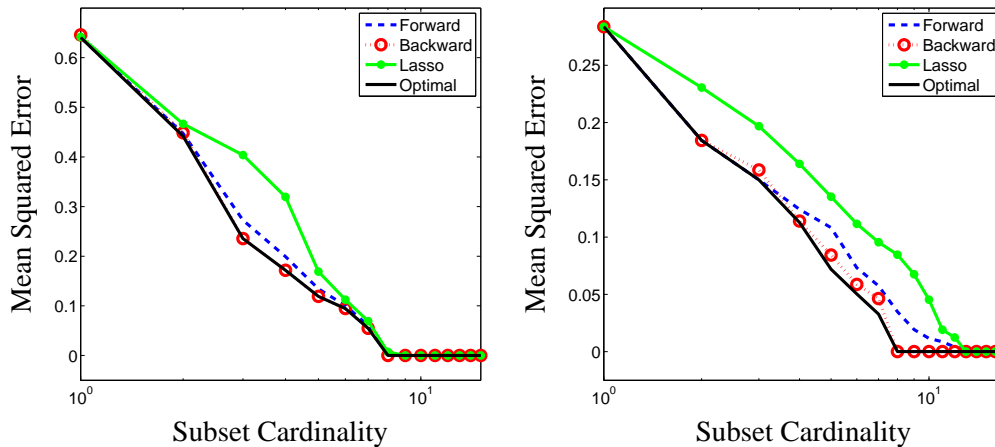 Mean Squared Error
0.6
0.5
0.4
0.3
0.2
0.1
0
10^0
10^1
Subset Cardinality
Forward
Backward
Lasso
Optimal
Mean Squared Error
0.25
0.2
0.15
0.1
0.05
0
10^0
10^1
Subset Cardinality
Forward
Backward
Lasso
Optimal